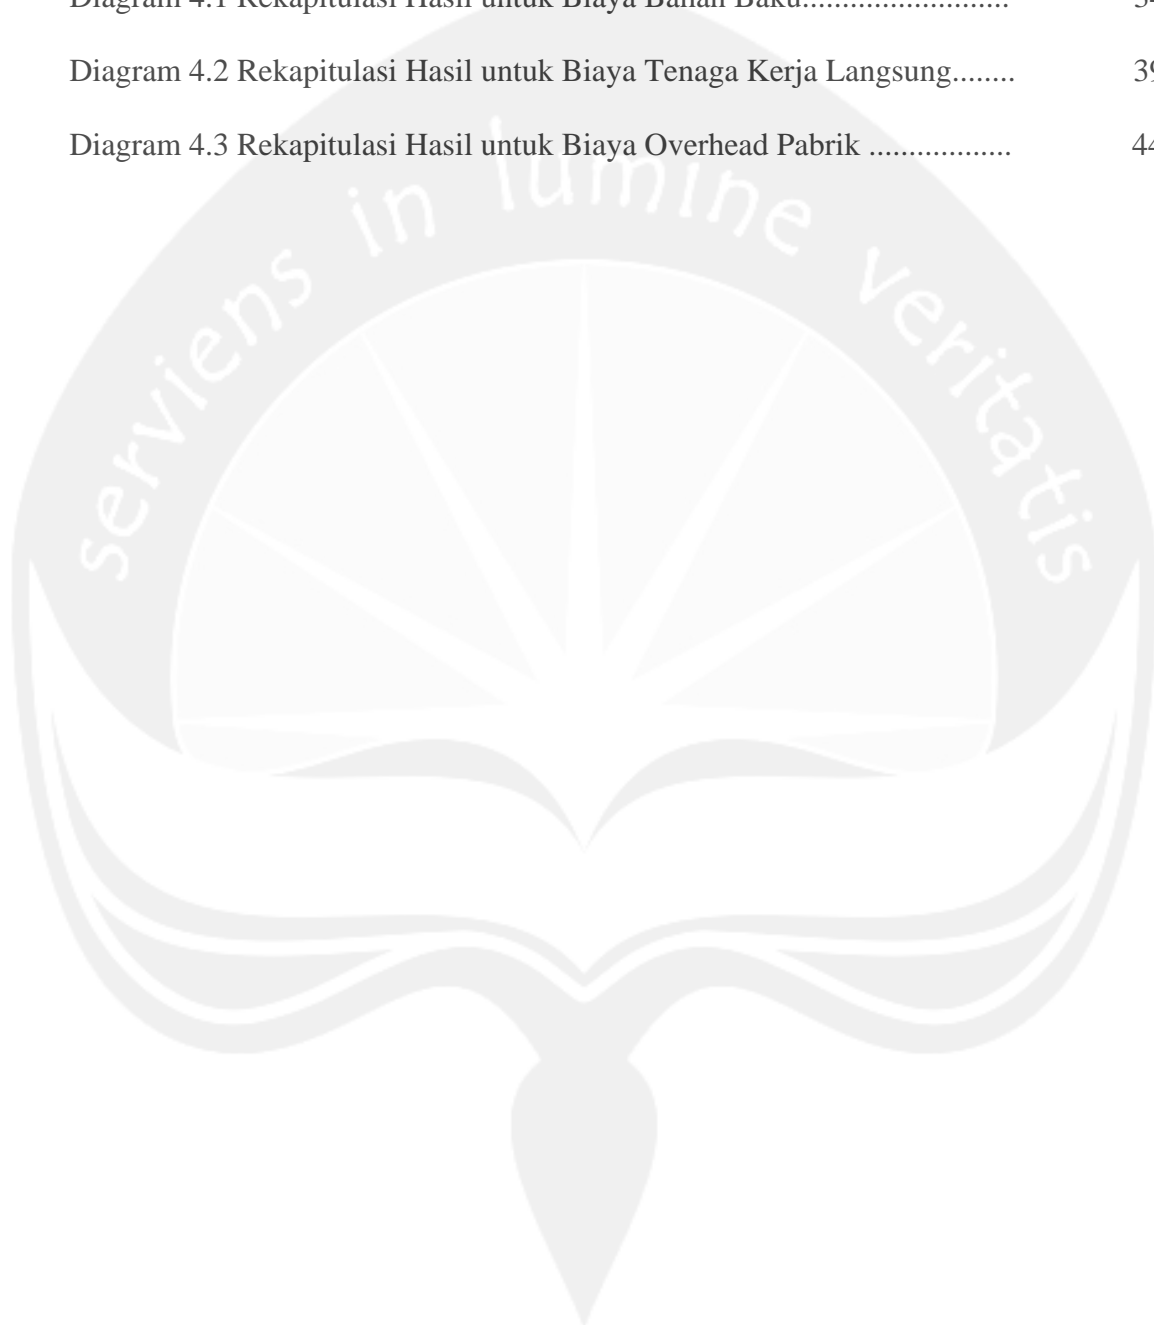 Diagram 4.1 Rekapitulasi Hasil untuk Biaya Bahan Baku..........................
Diagram 4.2 Rekapitulasi Hasil untuk Biaya Tenaga Kerja Langsung........ 39
Diagram 4.3 Rekapitulasi Hasil untuk Biaya Overhead Pabrik .................. 44
serviens in lumine veritatis